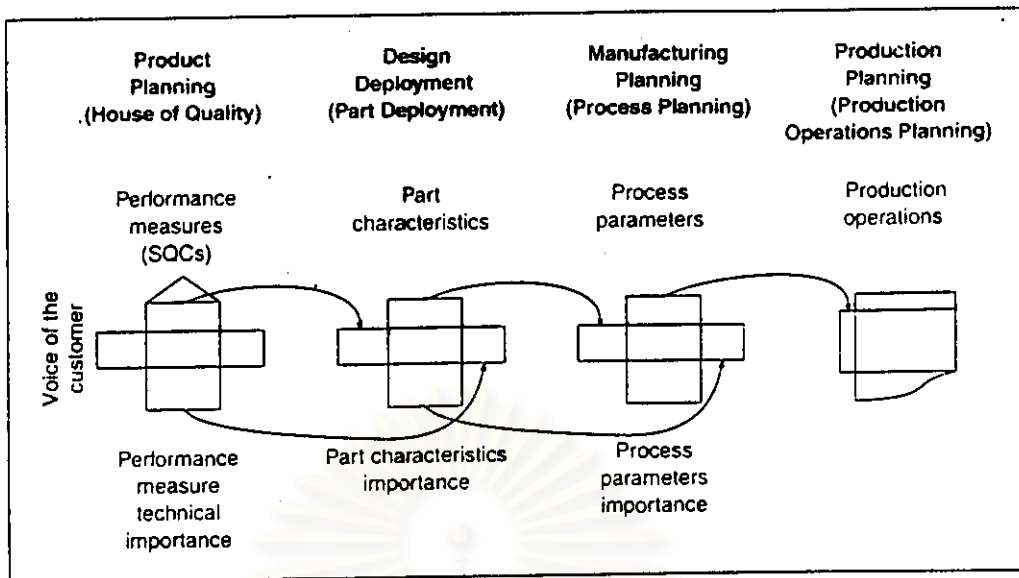 Product
Planning
(House of Quality)
Design
Deployment
(Part Deployment)
Manufacturing
Planning
(Process Planning)
Production
Planning
(Production
Operations Planning)
Performance
measures
(SQCs)
Part
characteristics
Process
parameters
Production
operations
Voice of the
customer
Performance
measure
technical
importance
Part characteristics
importance
Process
parameters
importance